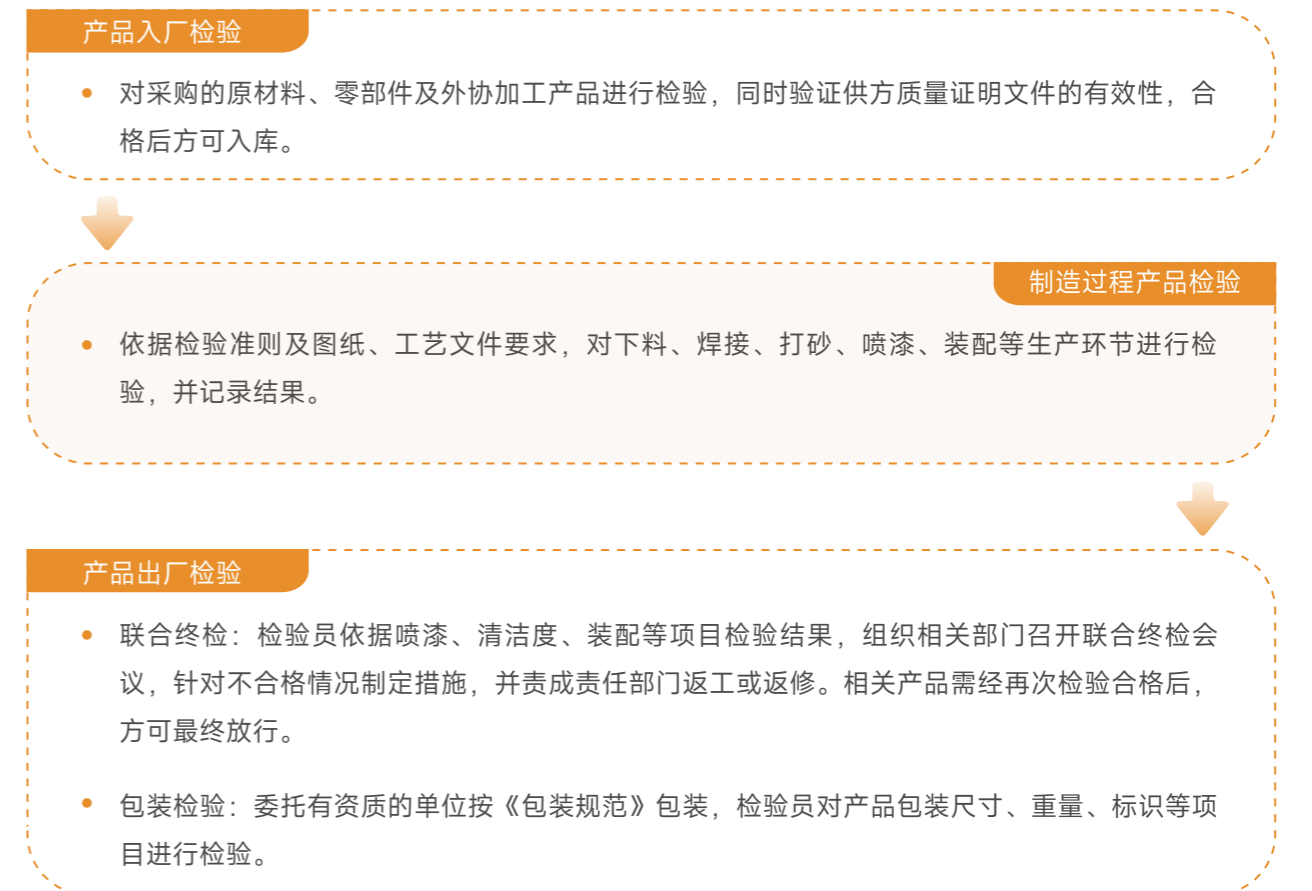 产品入厂检验
对采购的原材料、零部件及外协加工产品进行检验，同时验证供方质量证明文件的有效性，合
格后方可入库。
制造过程产品检验
依据检验准则及图纸、工艺文件要求，对下料、焊接、打砂、喷漆、装配等生产环节进行检
验，并记录结果。
产品出厂检验
联合终检：检验员依据喷漆、清洁度、装配等项目检验结果，组织相关部门召开联合终检会
议，针对不合格情况制定措施，并责成责任部门返工或返修。相关产品需经再次检验合格后，
方可最终放行。
包装检验：委托有资质的单位按《包装规范》包装，检验员对产品包装尺寸、重量、标识等项
目进行检验。